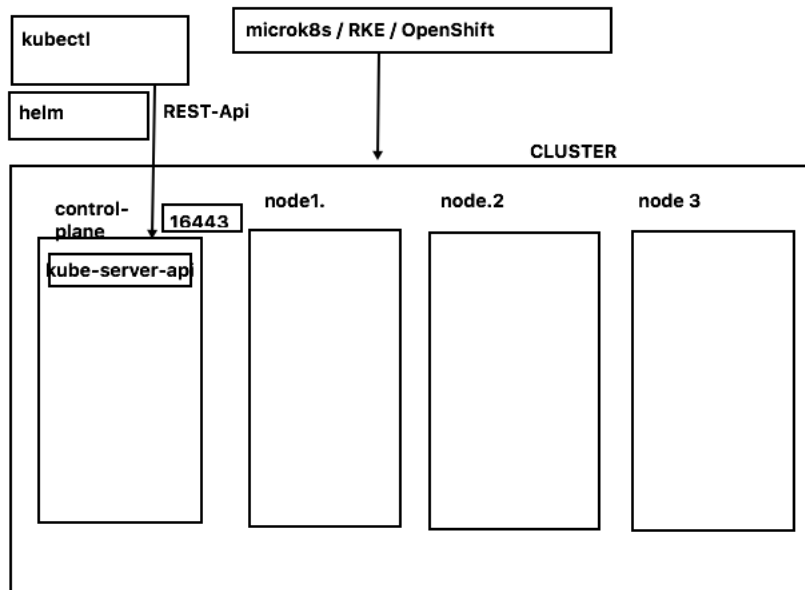 kubectl
microk8s / RKE / OpenShift
helm
REST-Api
CLUSTER
control-
plane
16443
node1.
node.2
node 3
kube-server-api